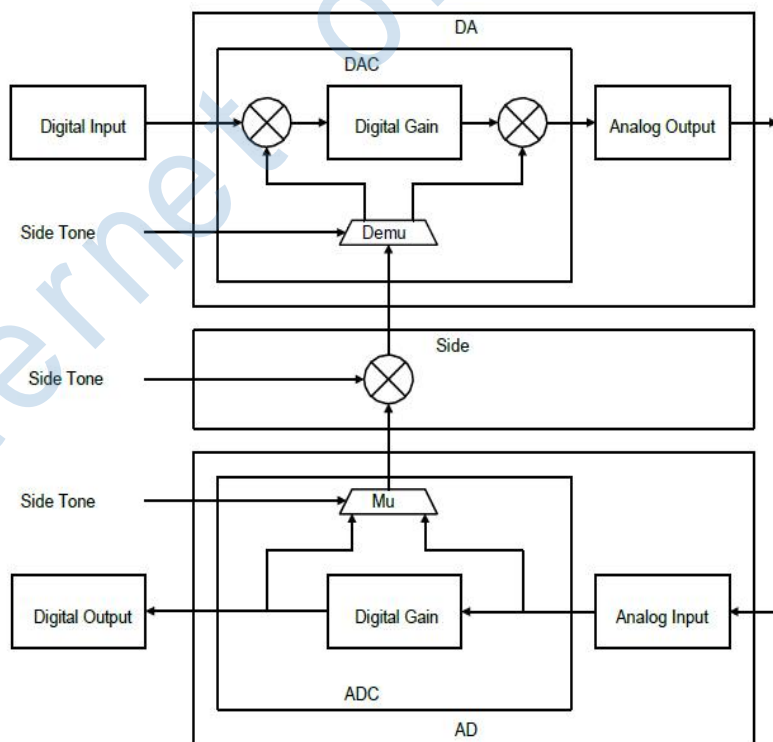 DA
DAC
Digital Input
Digital Gain
Analog Output
Side Tone
Demu
Side
Side Tone
Side Tone
Mu
Digital Output
Digital Gain
Analog Input
ADC
AD